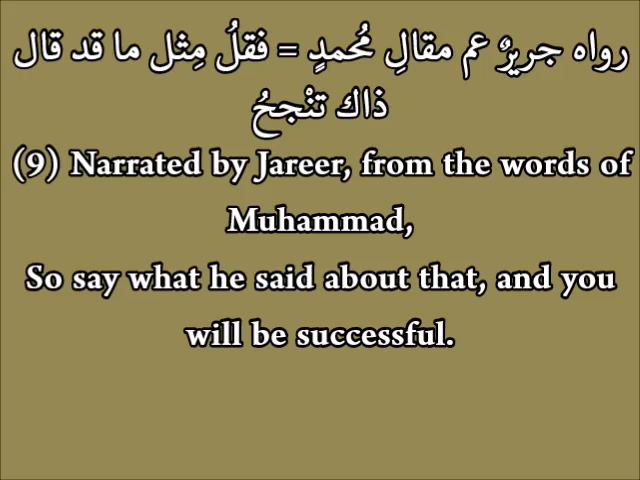 رواه جريرٌ عم مقالِ مُحمدٍ = فقلُ مِثل ما قد قال
ذاك تنْجحُ
(9) Narrated by Jareer, from the words of
Muhammad,
So say what he said about that, and you
will be successful.